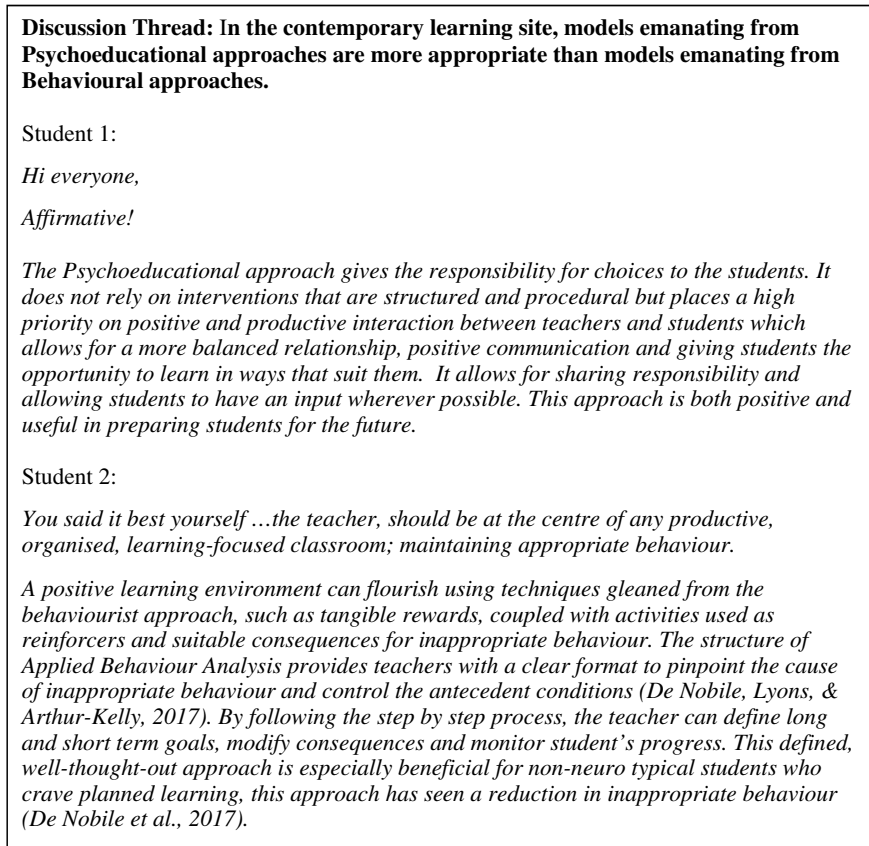 Discussion Thread: In the contemporary learning site, models emanating from
Psychoeducational approaches are more appropriate than models emanating from
Behavioural approaches.
Student 1:
Hi everyone,
Affirmative!
The Psychoeducational approach gives the responsibility for choices to the students. It
does not rely on interventions that are structured and procedural but places a high
priority on positive and productive interaction between teachers and students which
allows for a more balanced relationship, positive communication and giving students the
opportunity to learn in ways that suit them.  It allows for sharing responsibility and
allowing students to have an input wherever possible. This approach is both positive and
useful in preparing students for the future.
Student 2:
You said it best yourself …the teacher, should be at the centre of any productive,
organised, learning-focused classroom; maintaining appropriate behaviour.
A positive learning environment can flourish using techniques gleaned from the
behaviourist approach, such as tangible rewards, coupled with activities used as
reinforcers and suitable consequences for inappropriate behaviour. The structure of
Applied Behaviour Analysis provides teachers with a clear format to pinpoint the cause
of inappropriate behaviour and control the antecedent conditions (De Nobile, Lyons, &
Arthur-Kelly, 2017). By following the step by step process, the teacher can define long
and short term goals, modify consequences and monitor student's progress. This defined,
well-thought-out approach is especially beneficial for non-neuro typical students who
crave planned learning, this approach has seen a reduction in inappropriate behaviour
(De Nobile et al., 2017).